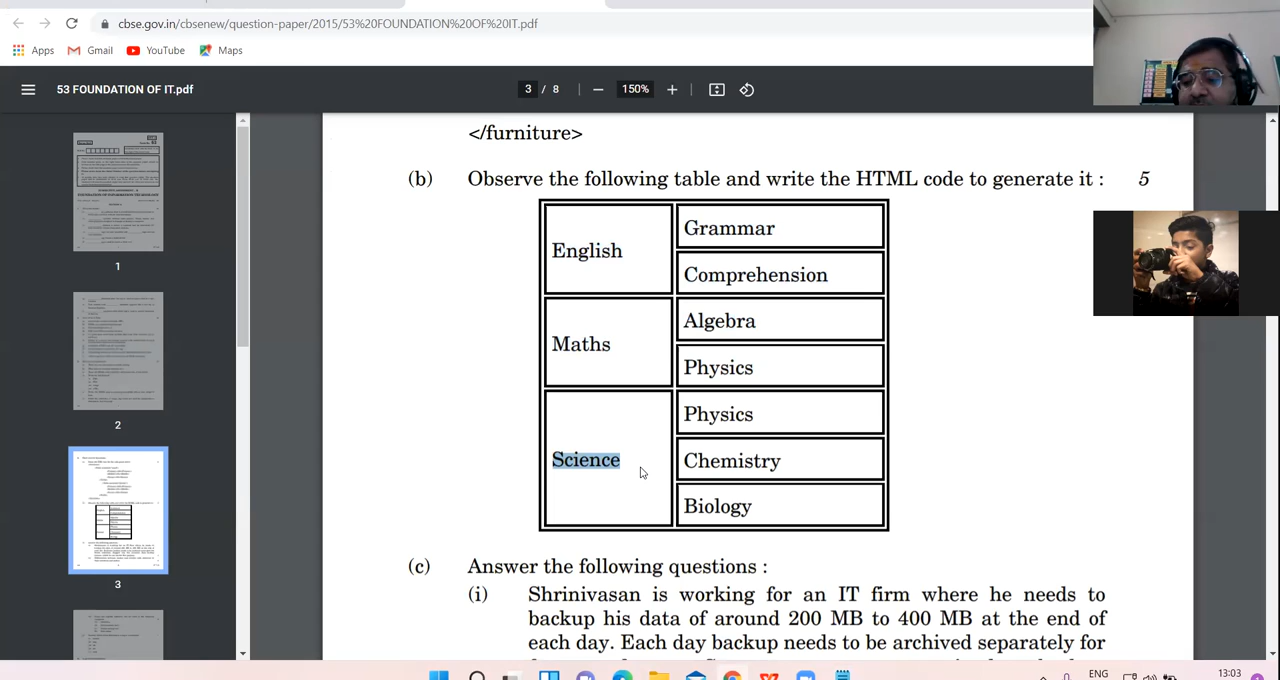 cbse.gov.in/cbsenew/question-paper/2015/53%20FOUNDATION%20OF%20IT.pdf
Apps Gmail YouTube Maps
53 FOUNDATION OF IT.pdf
3 / 8
150%
</furniture>
(b) Observe the following table and write the HTML code to generate it : 5
English
Grammar
Comprehension
Maths
Algebra
Physics
Science
Physics
Chemistry
Biology
(c) Answer the following questions :
(i) Shrinivasan is working for an IT firm where he needs to
backup his data of around 200 MB to 400 MB at the end of
each day. Each day backup needs to be archived separately for
1
2
3
ENG
13:03